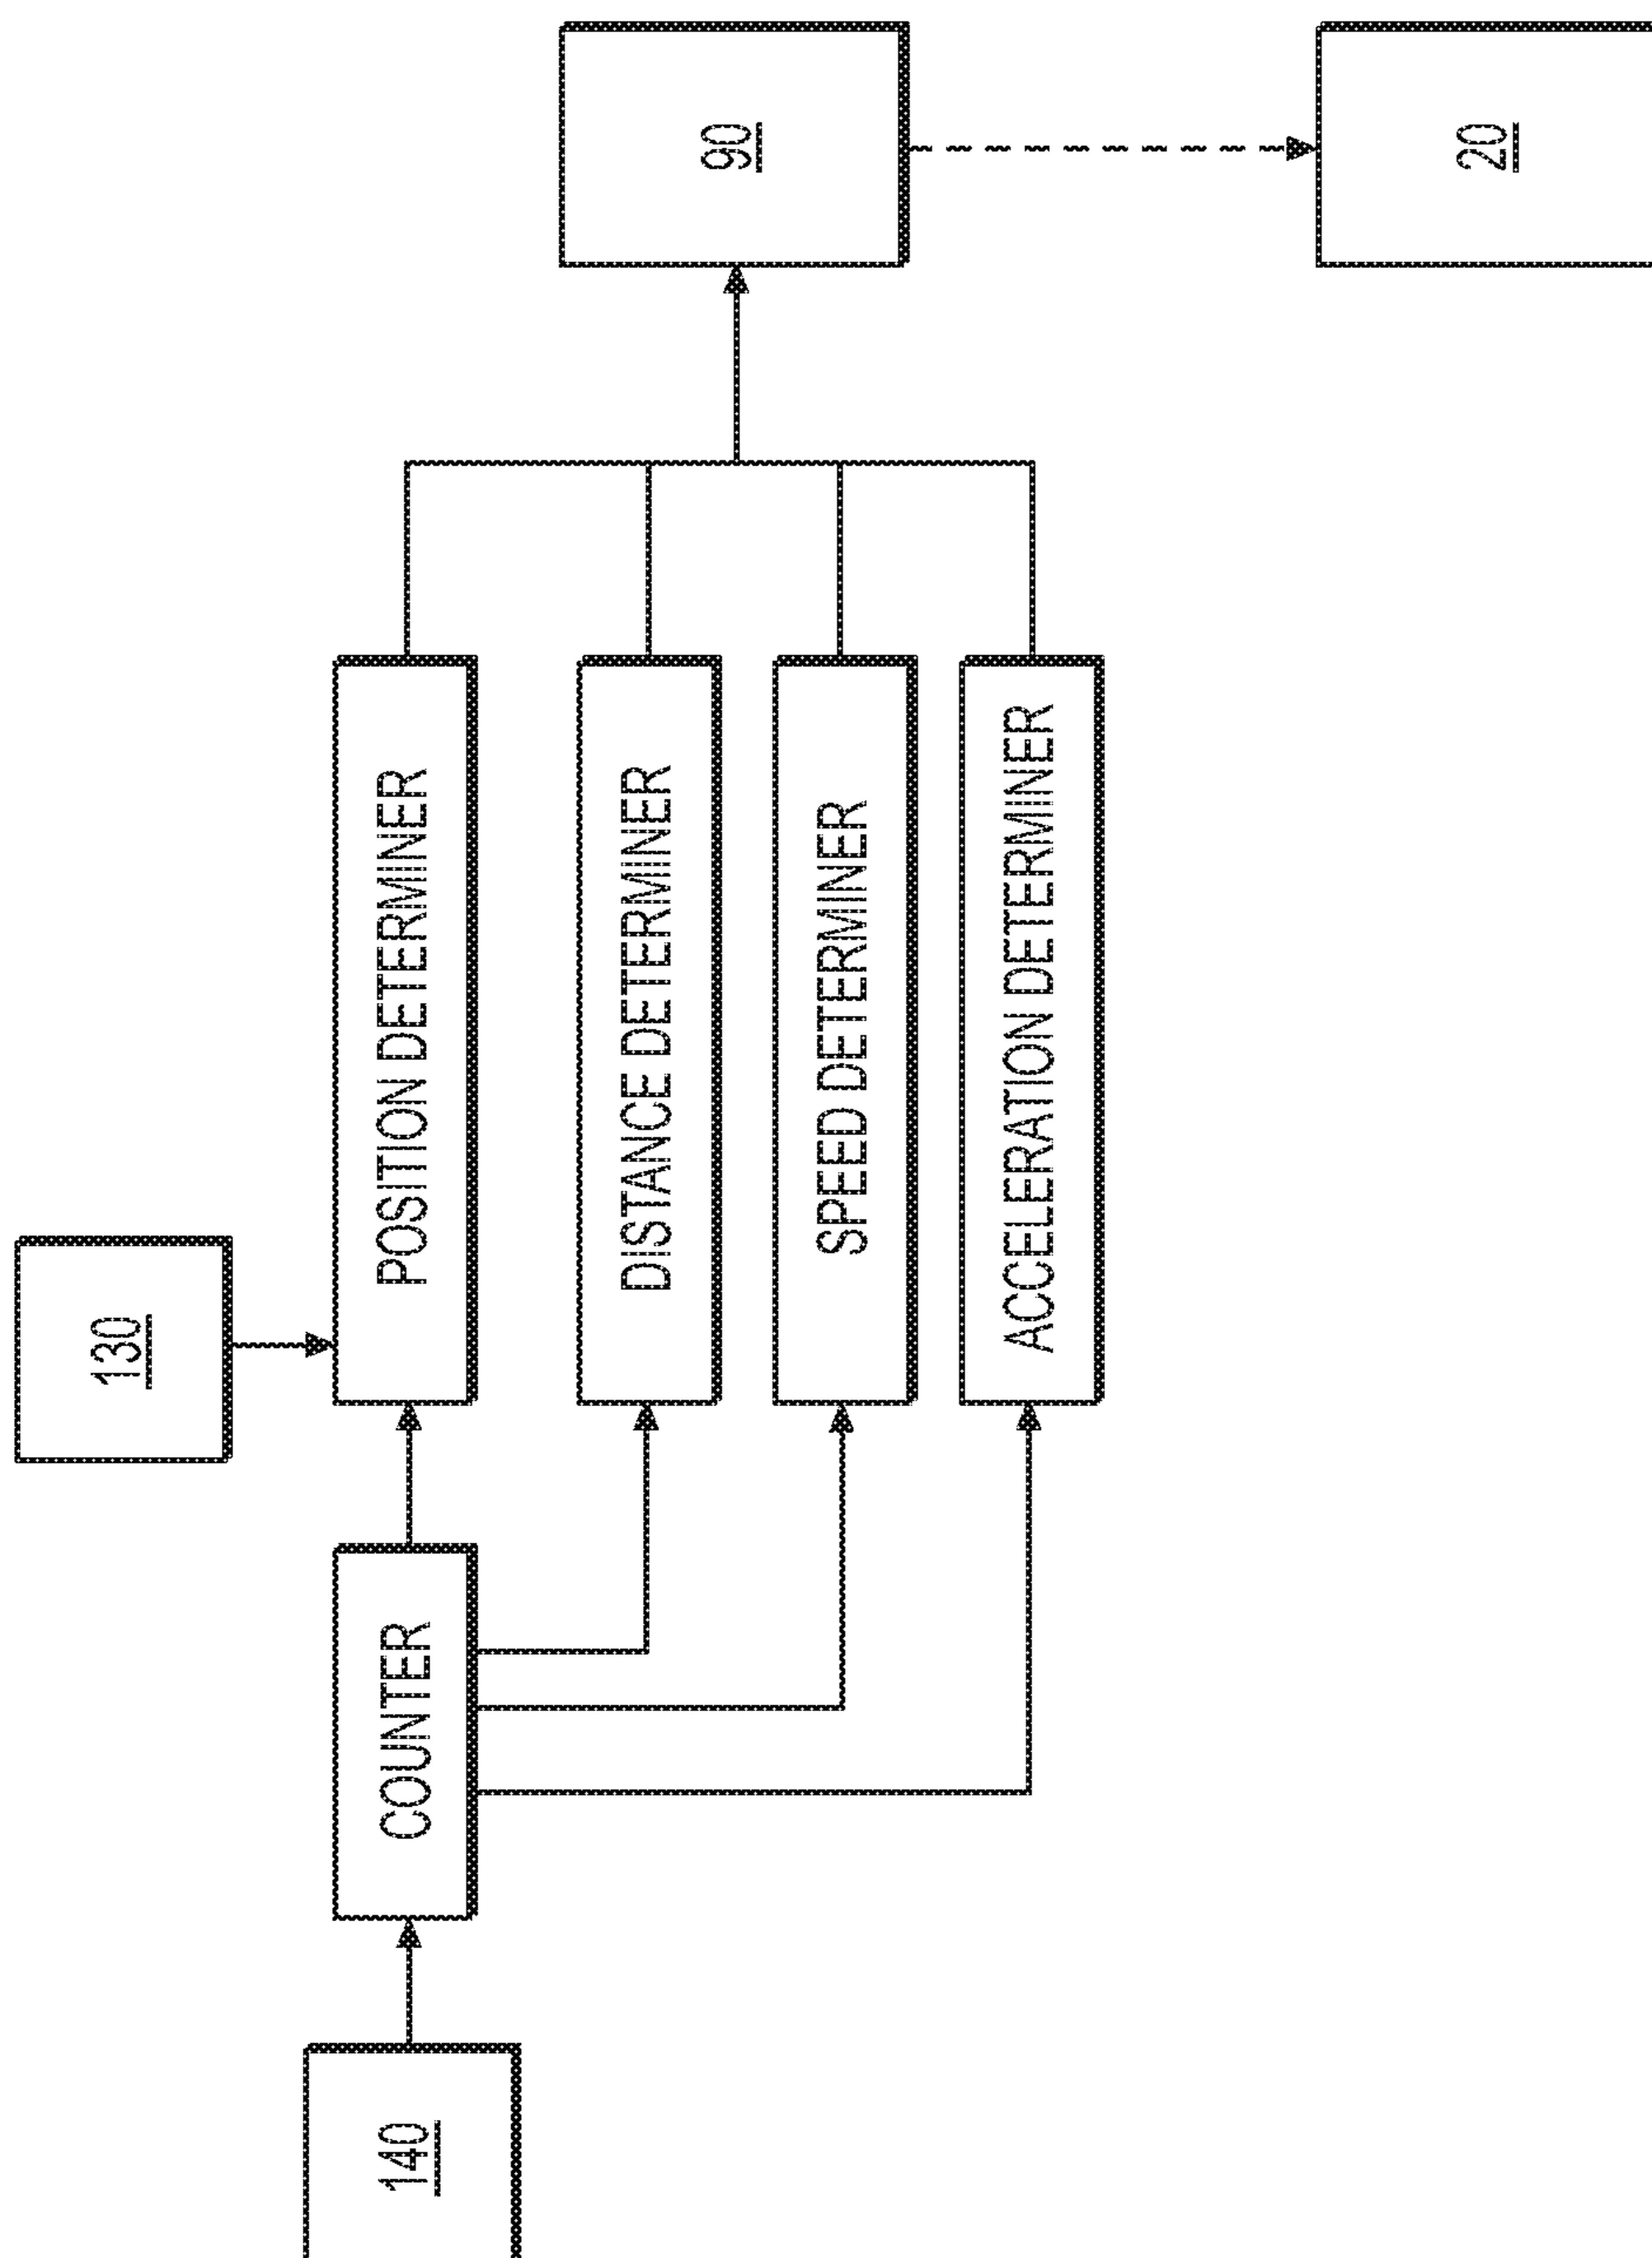 130
140
COUNTER
POSITION DETERMINER
DISTANCE DETERMINER
SPEED DETERMINER
ACCELERATION DETERMINER
90
20